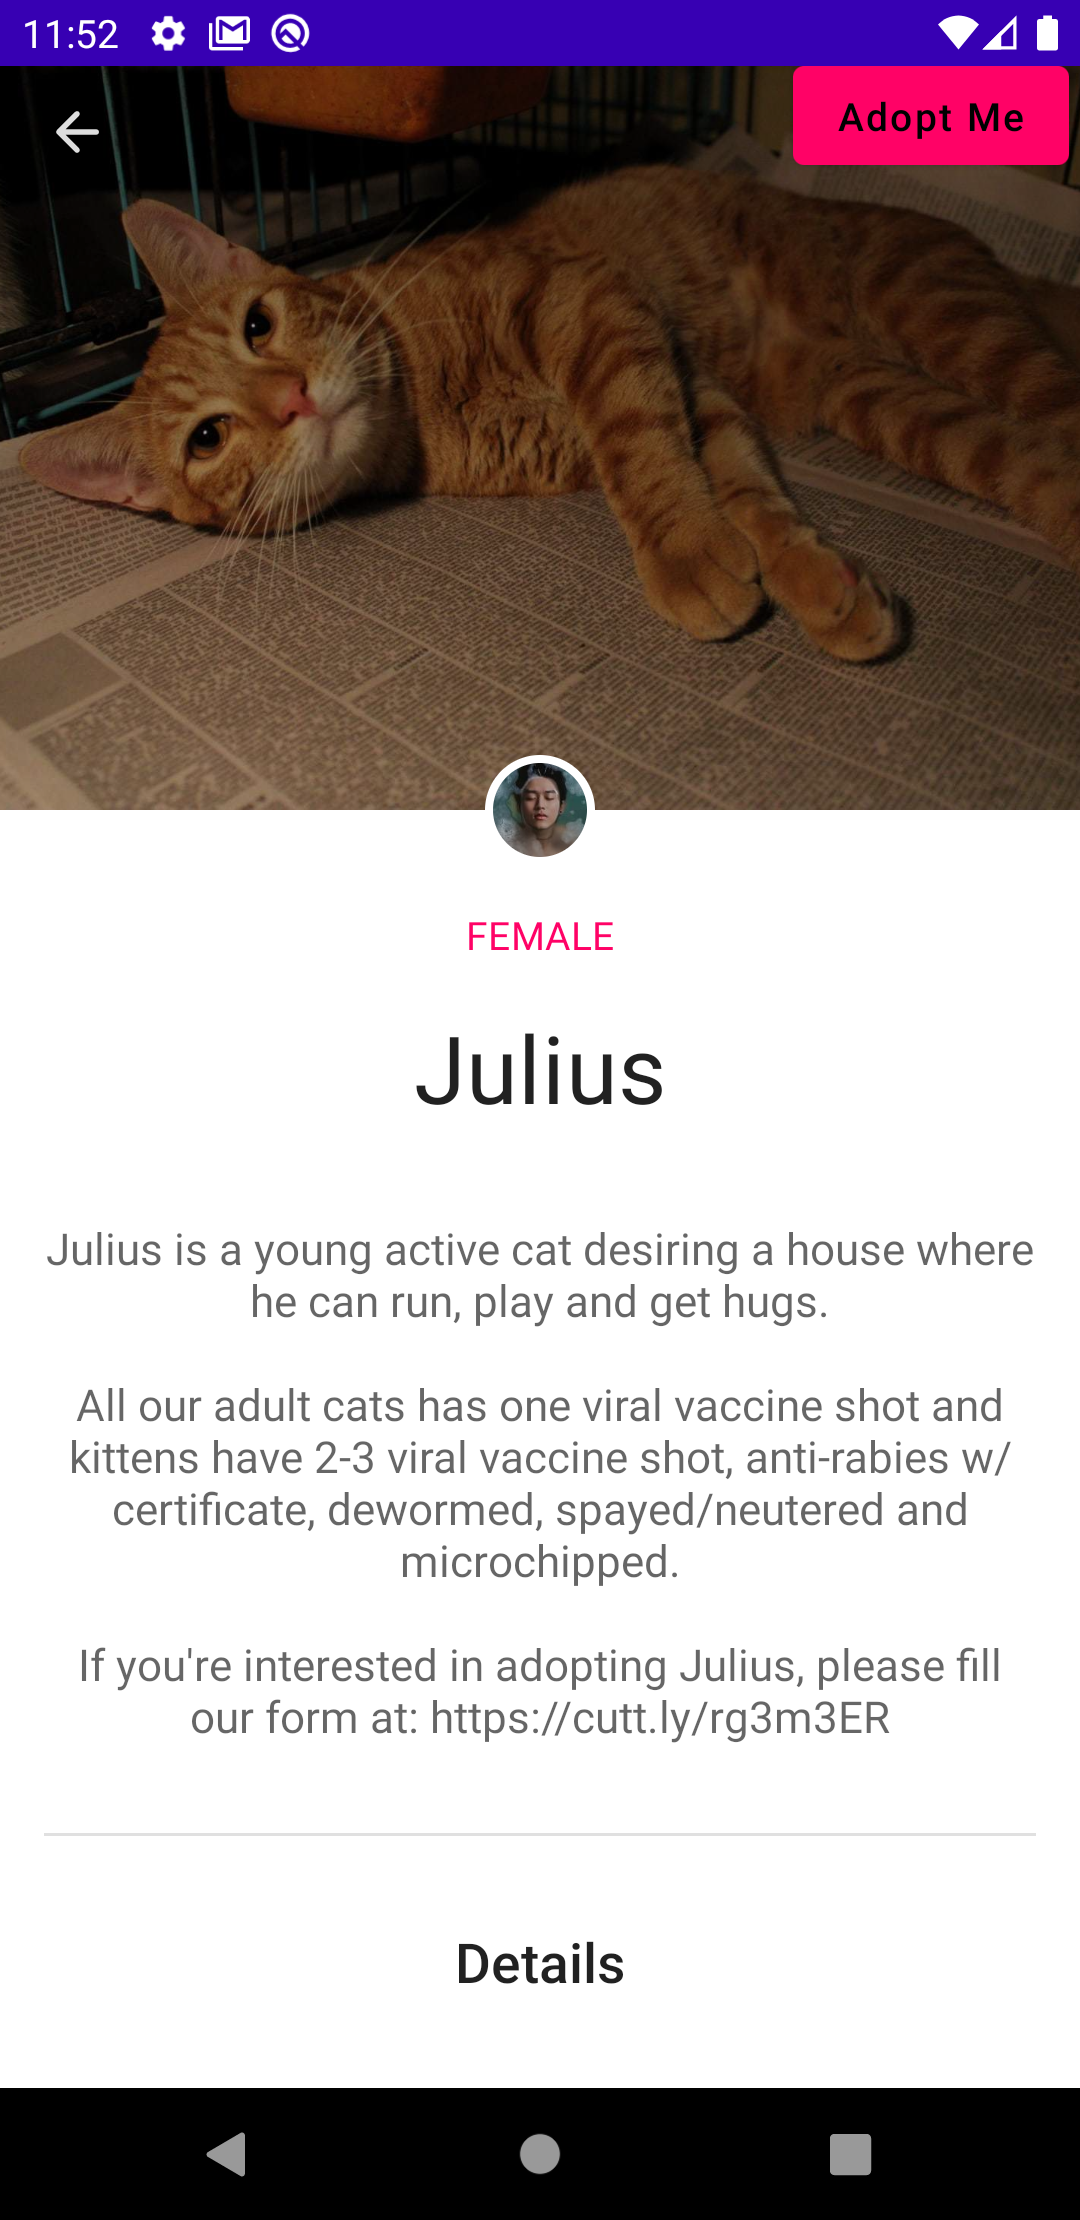 11:52
Adopt Me
FEMALE
Julius
Julius is a young active cat desiring a house where
he can run, play and get hugs.
All our adult cats has one viral vaccine shot and
kittens have 2-3 viral vaccine shot, anti-rabies w/
certificate, dewormed, spayed/neutered and
microchipped.
If you're interested in adopting Julius, please fill
our form at: https://cutt.ly/rg3m3ER
Details